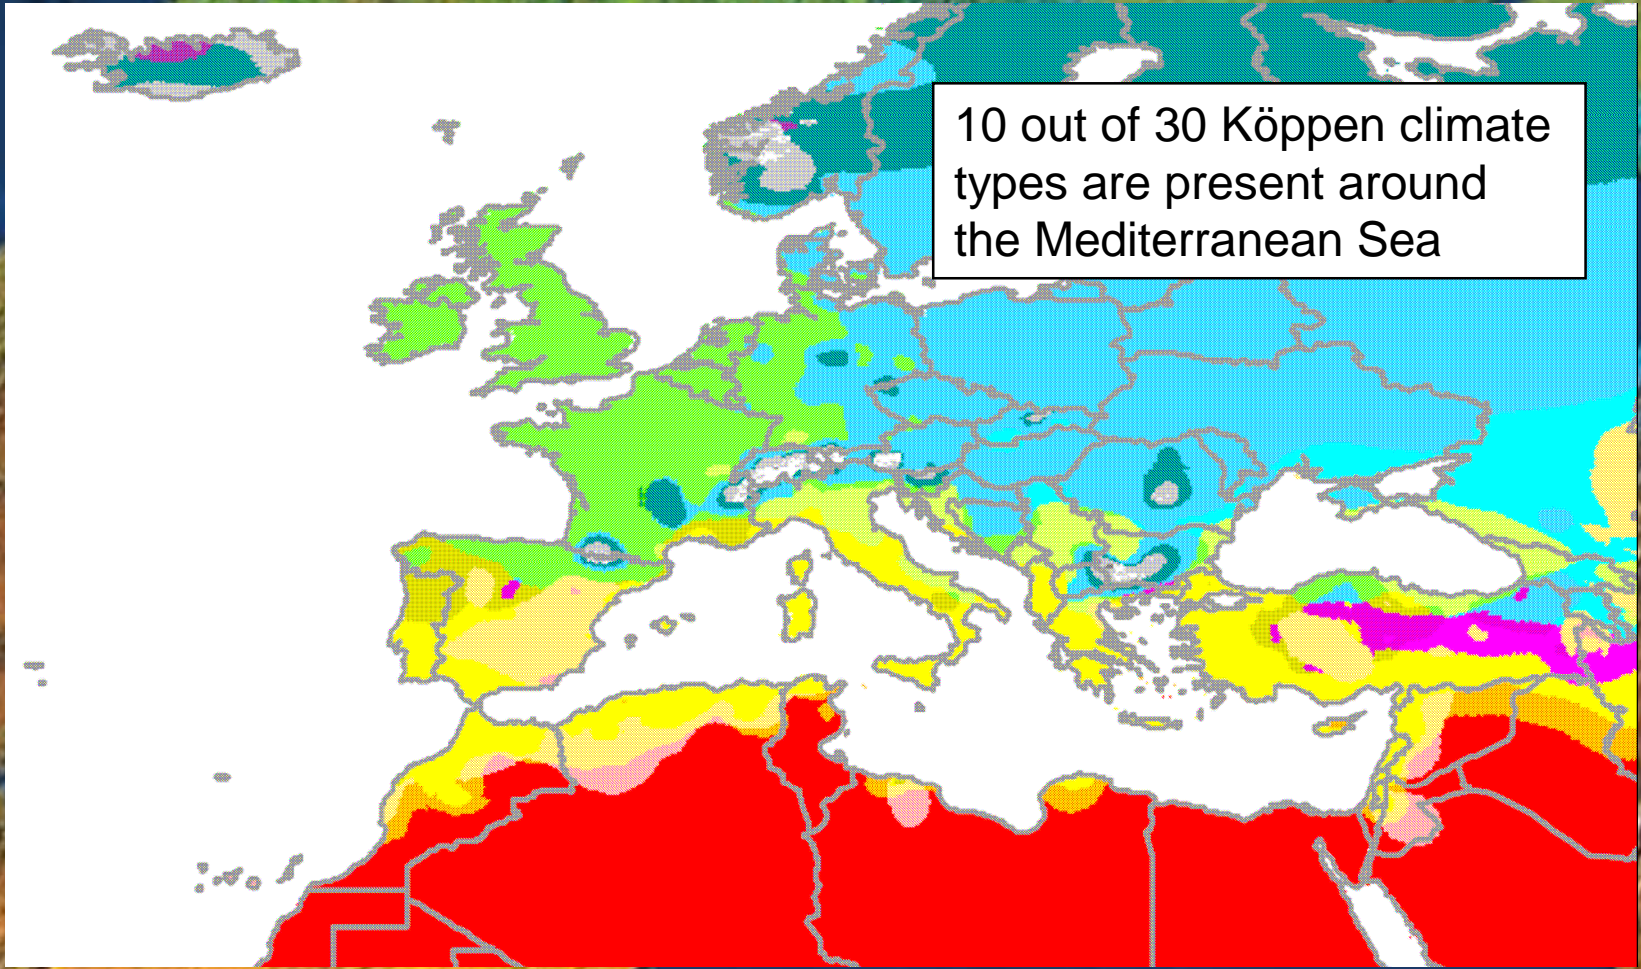 10 out of 30 Köppen climate
types are present around
the Mediterranean Sea